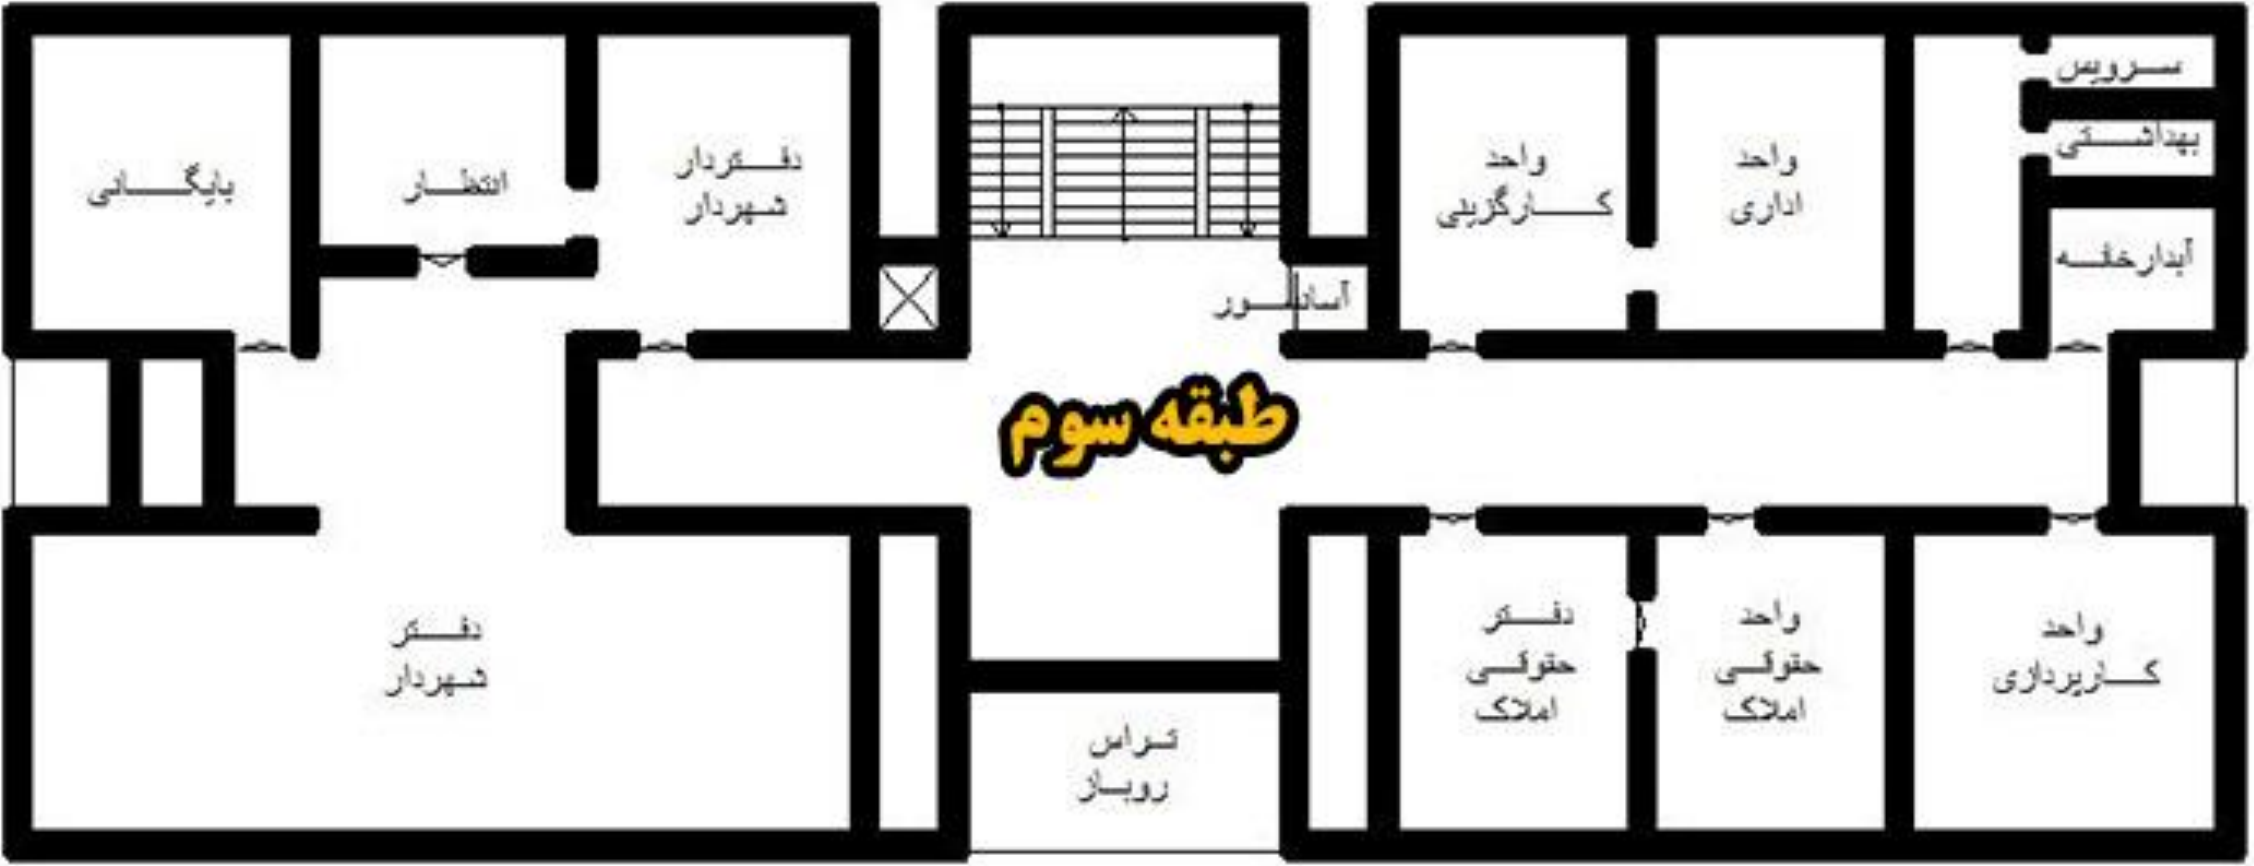 سرویس
بهداشتی
آبدارخانه
واحد
اداری
واحد
کارگزینی
آسانسور
دفتردار
شهردار
انتظار
بایگانی
طبقه سوم
واحد
کارپردازی
واحد
حقوقی
املاک
دفتر
حقوقی
املاک
تراس
روباز
دفتر
شهردار